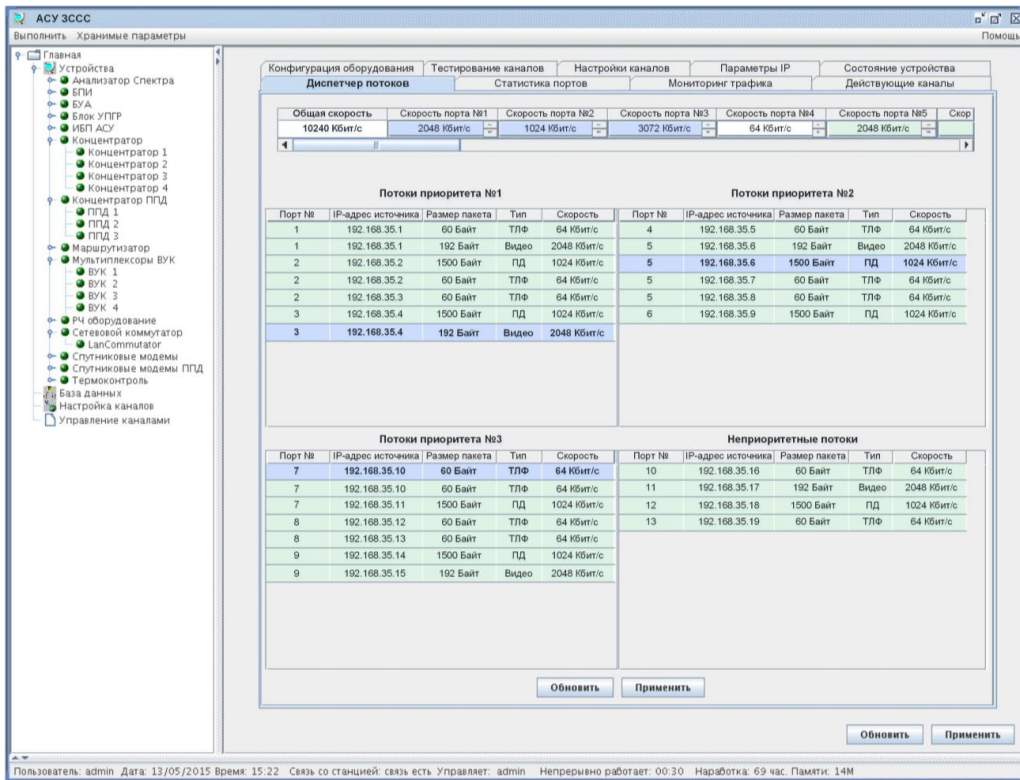 АСУ ЗССС
Выполнить Хранимые параметры Помощь
Главная
Устройства
Анализатор Спектра
БПИ
БУА
Блок УПГР
ИБП АСУ
Концентратор
Концентратор 1
Концентратор 2
Концентратор 3
Концентратор 4
Концентратор ППД
ППД 1
ППД 2
ППД 3
Маршрутизатор
Мультиплексоры ВУК
ВУК 1
ВУК 2
ВУК 3
ВУК 4
РЧ оборудование
Сетевой коммутатор
LanCommutator
Спутниковые модемы
Спутниковые модемы ППД
Термоконтроль
База данных
Настройка каналов
Управление каналами
Конфигурация оборудования Тестирование каналов Настройки каналов Параметры IP Состояние устройства
Диспетчер потоков Статистика портов Мониторинг трафика Действующие каналы
Общая скорость Скорость порта №1 Скорость порта №2 Скорость порта №3 Скорость порта №4 Скорость порта №5 Скор
10240 Кбит/с 2048 Кбит/с 1024 Кбит/с 3072 Кбит/с 64 Кбит/с 2048 Кбит/с
Потоки приоритета №1
Порт № IP-адрес источника Размер пакета Тип Скорость
1 192.168.35.1 60 Байт ТЛФ 64 Кбит/с
1 192.168.35.1 192 Байт Видео 2048 Кбит/с
2 192.168.35.2 1500 Байт ПД 1024 Кбит/с
2 192.168.35.2 60 Байт ТЛФ 64 Кбит/с
2 192.168.35.3 60 Байт ТЛФ 64 Кбит/с
3 192.168.35.4 1500 Байт ПД 1024 Кбит/с
3 192.168.35.4 192 Байт Видео 2048 Кбит/с
Потоки приоритета №2
Порт № IP-адрес источника Размер пакета Тип Скорость
4 192.168.35.5 60 Байт ТЛФ 64 Кбит/с
5 192.168.35.6 192 Байт Видео 2048 Кбит/с
5 192.168.35.6 1500 Байт ПД 1024 Кбит/с
5 192.168.35.7 60 Байт ТЛФ 64 Кбит/с
5 192.168.35.8 60 Байт ТЛФ 64 Кбит/с
6 192.168.35.9 1500 Байт ПД 1024 Кбит/с
Потоки приоритета №3
Порт № IP-адрес источника Размер пакета Тип Скорость
7 192.168.35.10 60 Байт ТЛФ 64 Кбит/с
7 192.168.35.10 60 Байт ТЛФ 64 Кбит/с
7 192.168.35.11 1500 Байт ПД 1024 Кбит/с
8 192.168.35.12 60 Байт ТЛФ 64 Кбит/с
8 192.168.35.13 60 Байт ТЛФ 64 Кбит/с
9 192.168.35.14 1500 Байт ПД 1024 Кбит/с
9 192.168.35.15 192 Байт Видео 2048 Кбит/с
Неприоритетные потоки
Порт № IP-адрес источника Размер пакета Тип Скорость
10 192.168.35.16 60 Байт ТЛФ 64 Кбит/с
11 192.168.35.17 192 Байт Видео 2048 Кбит/с
12 192.168.35.18 1500 Байт ПД 1024 Кбит/с
13 192.168.35.19 60 Байт ТЛФ 64 Кбит/с
Обновить Применить
Обновить Применить
Пользователь: admin Дата: 13/05/2015 Время: 15:22 Связь со станцией: связь есть Управляет: admin Непрерывно работает: 00:30 Наработка: 69 час. Памяти: 14М